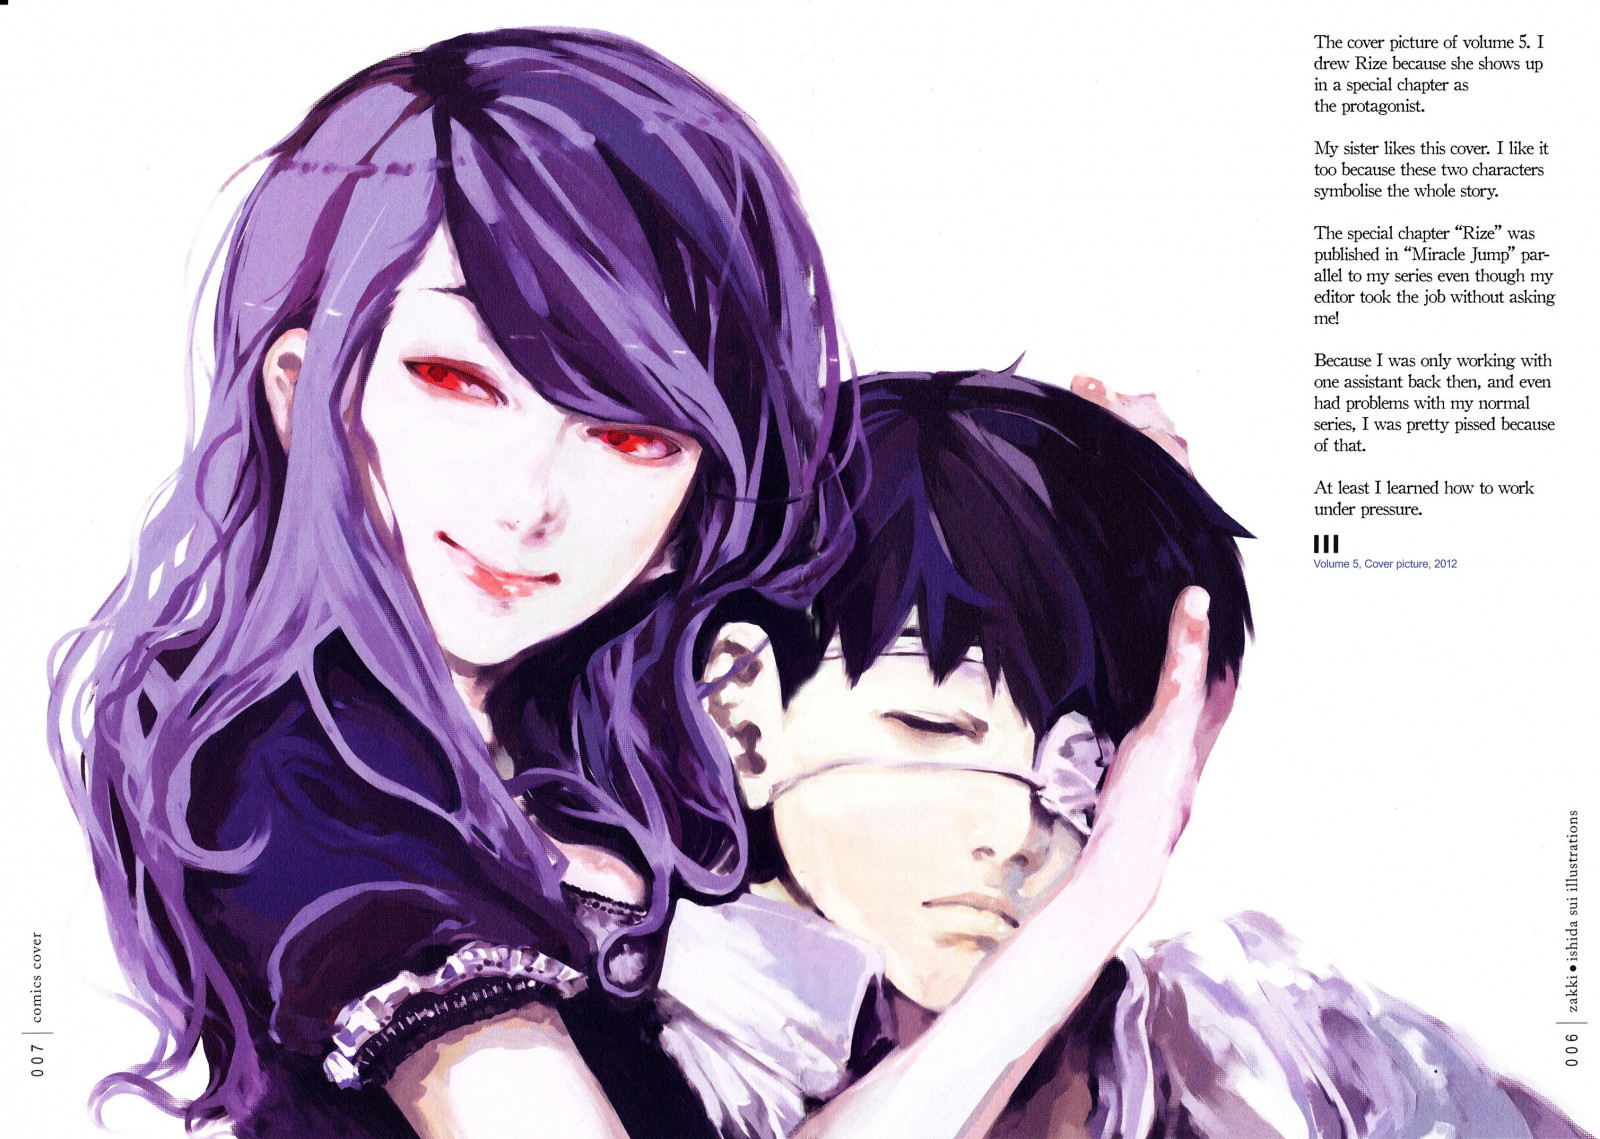 The cover picture of volume 5. I
drew Rize because she shows up
in a special chapter as
the protagonist.
My sister likes this cover. I like it
too because these two characters
symbolise the whole story.
The special chapter “Rize” was
published in “Miracle Jump” par-
allel to my series even though my
editor took the job without asking
me!
Because I was only working with
one assistant back then, and even
had problems with my normal
series, I was pretty pissed because
of that.
At least I learned how to work
under pressure.
Volume 5, Cover picture, 2012
007 | comics cover
006 | zakki ● ishida sui illustrations